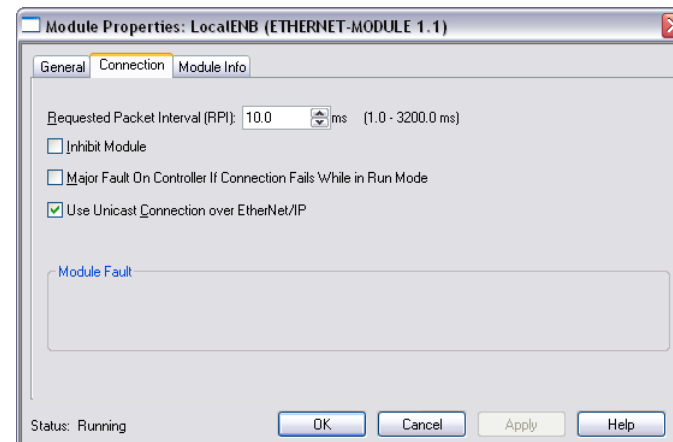 Module Properties: LocalENB (ETHERNET-MODULE 1.1)
General Connection Module Info
Requested Packet Interval (RPI): 10.0 ms (1.0 - 3200.0 ms)
Inhibit Module
Major Fault On Controller If Connection Fails While in Run Mode
Use Unicast Connection over EtherNet/IP
Module Fault
Status: Running OK Cancel Apply Help